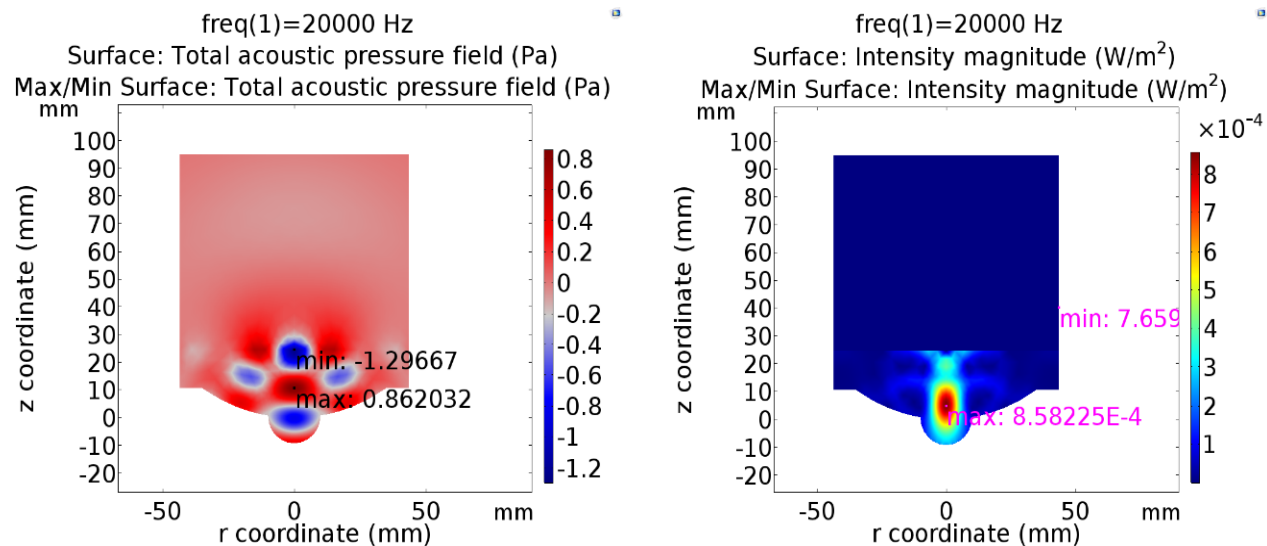 freq(1)=20000 Hz
Surface: Total acoustic pressure field (Pa)
Max/Min Surface: Total acoustic pressure field (Pa)
mm
100
90
80
70
60
50
40
30
20
10
0
-10
-20
z coordinate (mm)
min: -1.29667
max: 0.862032
0.8
0.6
0.4
0.2
0
-0.2
-0.4
-0.6
-0.8
-1
-1.2
-50
0
50
mm
r coordinate (mm)
freq(1)=20000 Hz
Surface: Intensity magnitude (W/m²)
Max/Min Surface: Intensity magnitude (W/m²)
mm
100
90
80
70
60
50
40
30
20
10
0
-10
-20
z coordinate (mm)
min: 7.659
max: 8.58225E-4
×10⁻⁴
8
7
6
5
4
3
2
1
-50
0
50
mm
r coordinate (mm)